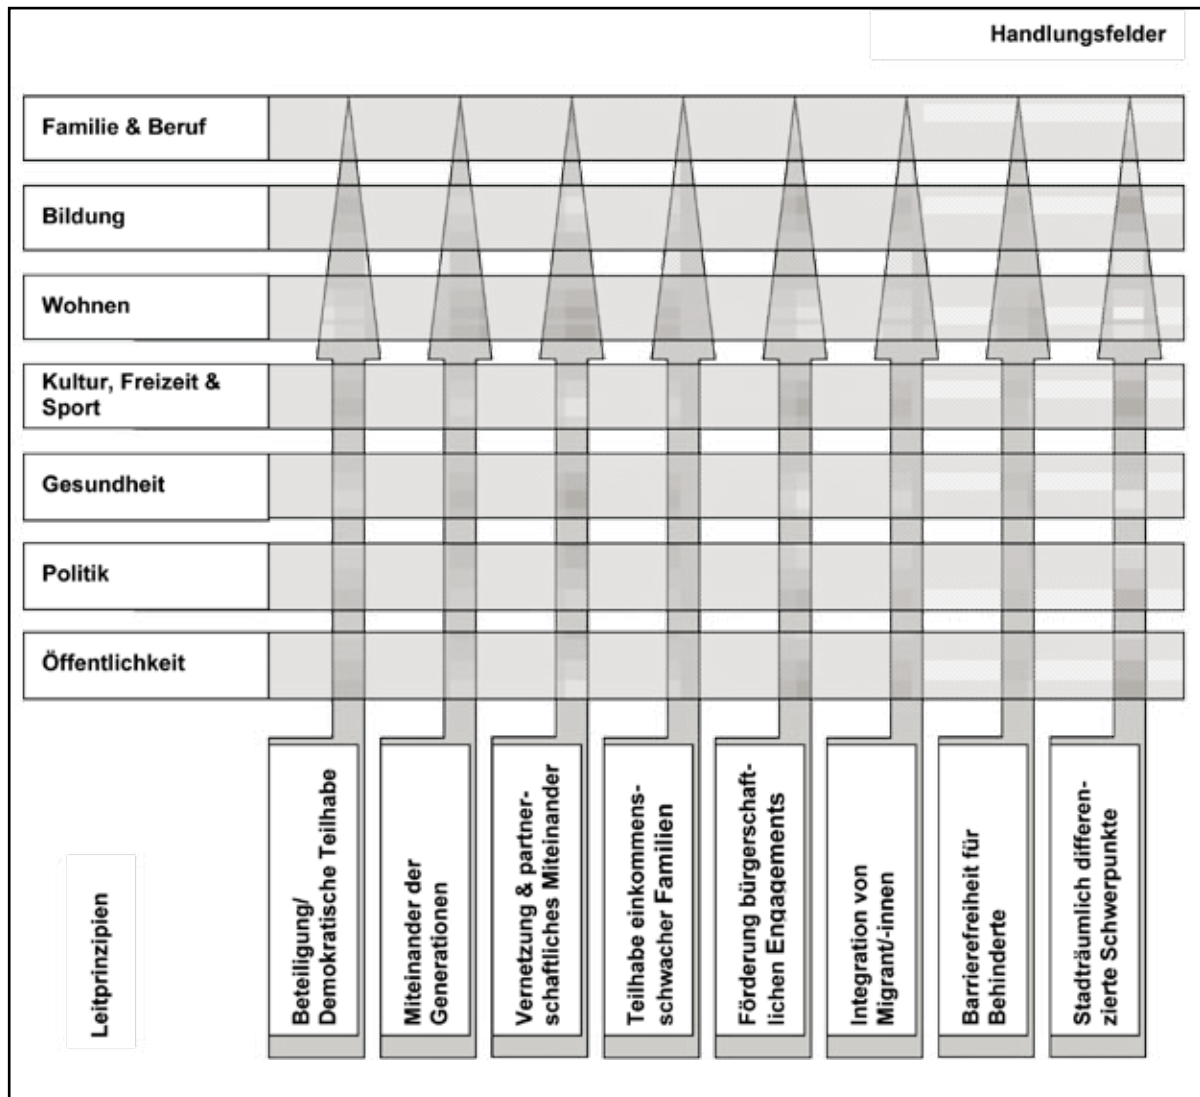 Handlungsfelder
Familie & Beruf
Bildung
Wohnen
Kultur, Freizeit &
Sport
Gesundheit
Politik
Öffentlichkeit
Leitprinzipien
Beteiligung/
Demokratische Teilhabe
Miteinander der
Generationen
Vernetzung & partner-
schaftliches Miteinander
Teilhabe einkommens-
schwacher Familien
Förderung bürgerschaft-
lichen Engagements
Integration von
Migrant/-innen
Barrierefreiheit für
Behinderte
Stadträumlich differen-
zierte Schwerpunkte